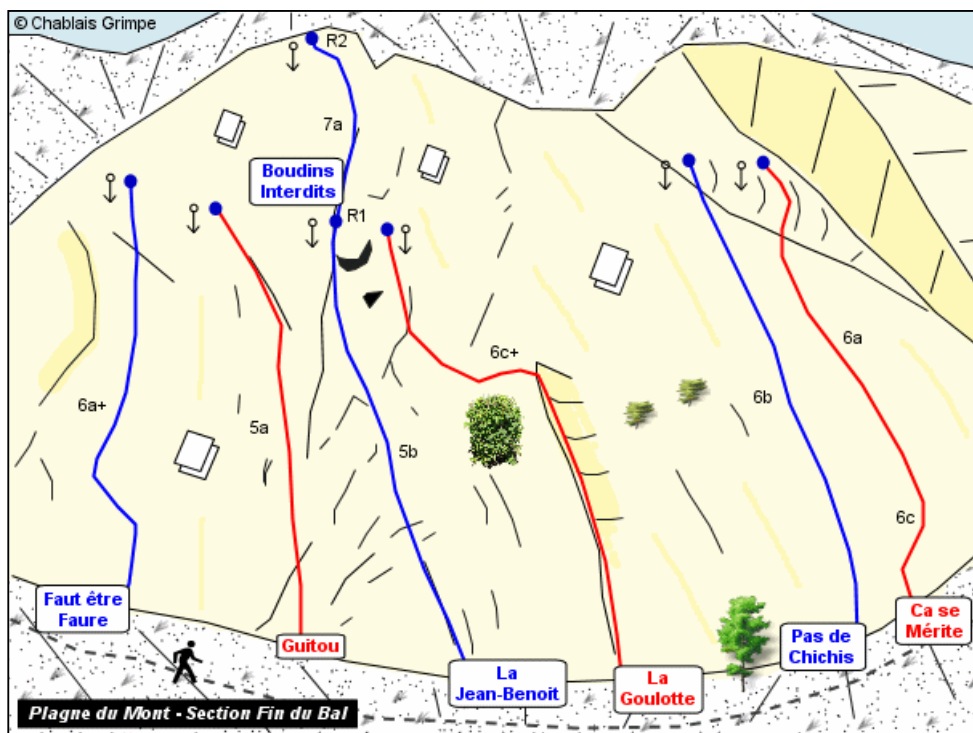 © Chablais Grimpe
R2
7a
Boudins
Interdits
R1
6c+
6a
6a+
5a
5b
6b
6c
Faut être
Faure
Guitou
La
Jean-Benoit
La
Goulotte
Pas de
Chichis
Ca se
Mérite
Plagne du Mont - Section Fin du Bal